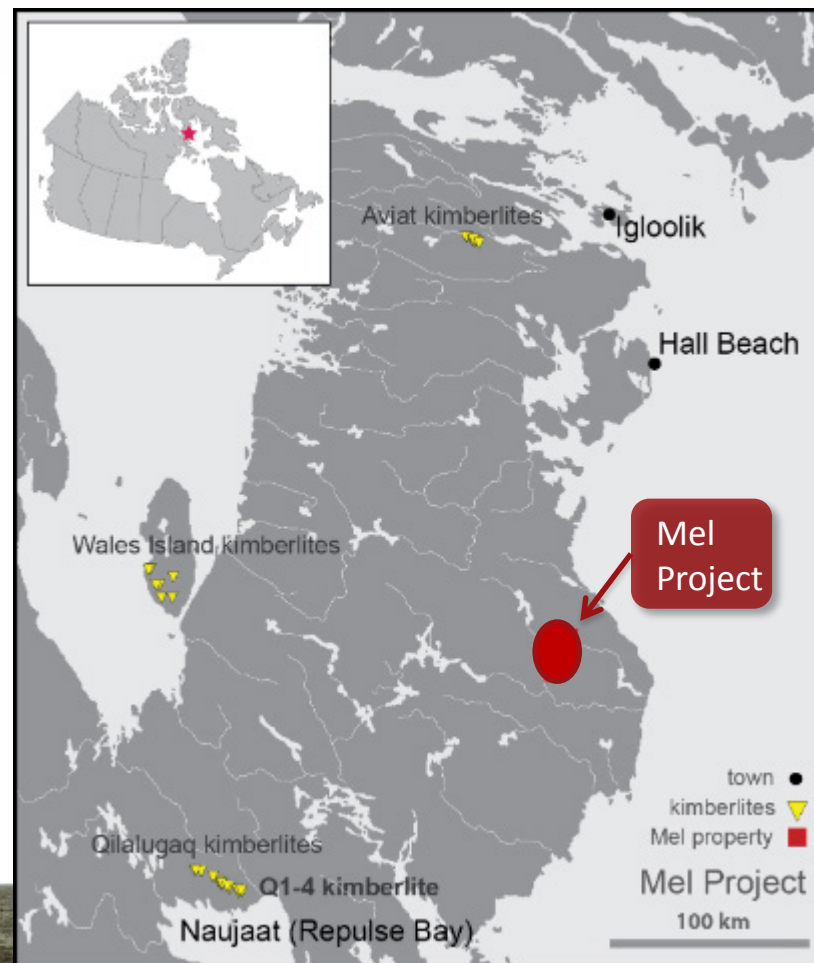 Aviat kimberlites
Igloolik
Hall Beach
Mel
Project
Wales Island kimberlites
town
kimberlites
Mel property
Qilalugaq kimberlites
Q1-4 kimberlite
Mel Project
Naujaat (Repulse Bay)
100 km